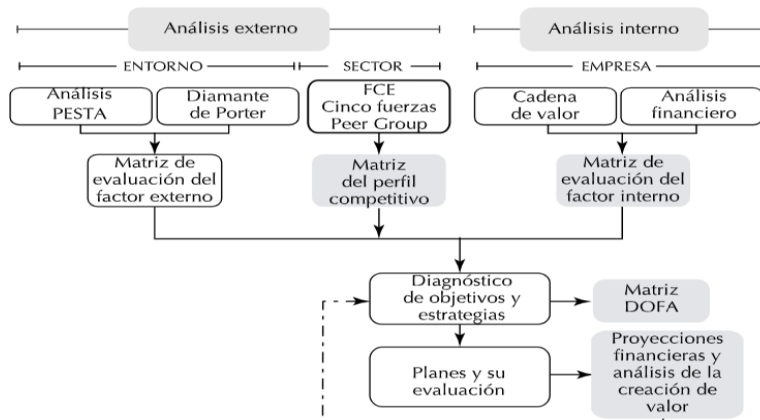 Análisis externo
Análisis interno
ENTORNO
SECTOR
EMPRESA
Análisis
PESTA
Diamante
de Porter
FCE
Cinco fuerzas
Peer Group
Cadena
de valor
Análisis
financiero
Matriz de
evaluación del
factor externo
Matriz
del perfil
competitivo
Matriz de
evaluación del
factor interno
Diagnóstico
de objetivos y
estrategias
Matriz
DOFA
Planes y su
evaluación
Proyecciones
financieras y
análisis de la
creación de
valor